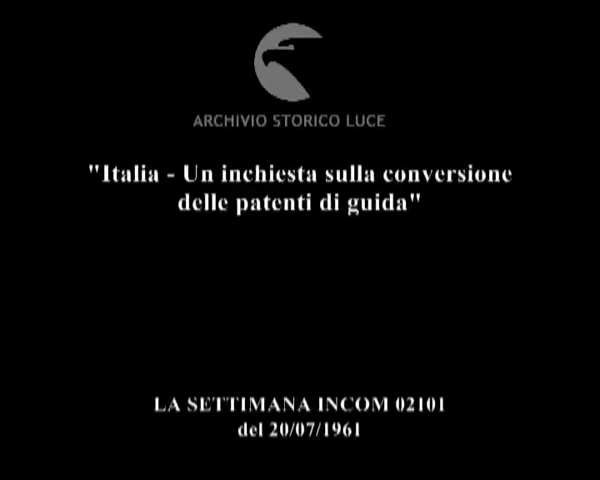 ARCHIVIO STORICO LUCE
"Italia - Un inchiesta sulla conversione
delle patenti di guida"
LA SETTIMANA INCOM 02101
del 20/07/1961